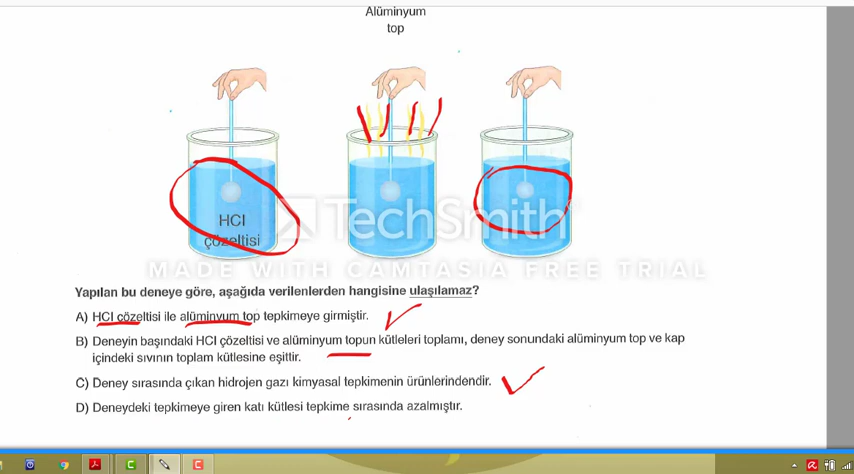 Alüminyum
top
HCl
çözeltisi
TechSmith
MADE WITH CAMTASIA FREE TRIAL
Yapılan bu deneye göre, aşağıda verilenlerden hangisine ulaşılamaz?
A) HCl çözeltisi ile alüminyum top tepkimeye girmiştir.
B) Deneyin başındaki HCl çözeltisi ve alüminyum topun kütleleri toplamı, deney sonundaki alüminyum top ve kap
içindeki sıvının toplam kütlesine eşittir.
C) Deney sırasında çıkan hidrojen gazı kimyasal tepkimenin ürünlerindendir.
D) Deneydeki tepkimeye giren katı kütlesi tepkime sırasında azalmıştır.